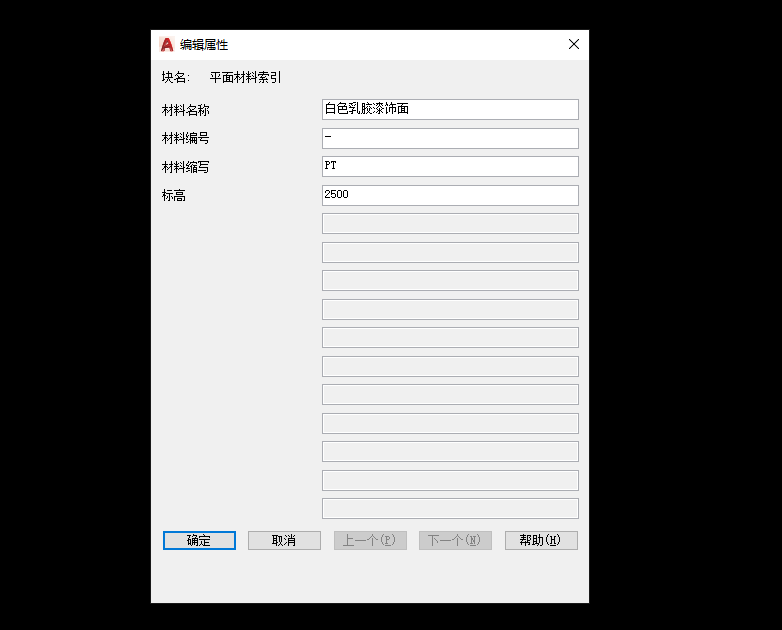 编辑属性
块名: 平面材料索引
材料名称 白色乳胶漆饰面
材料编号 -
材料缩写 PT
标高 2500
确定 取消 上一个(P) 下一个(N) 帮助(H)